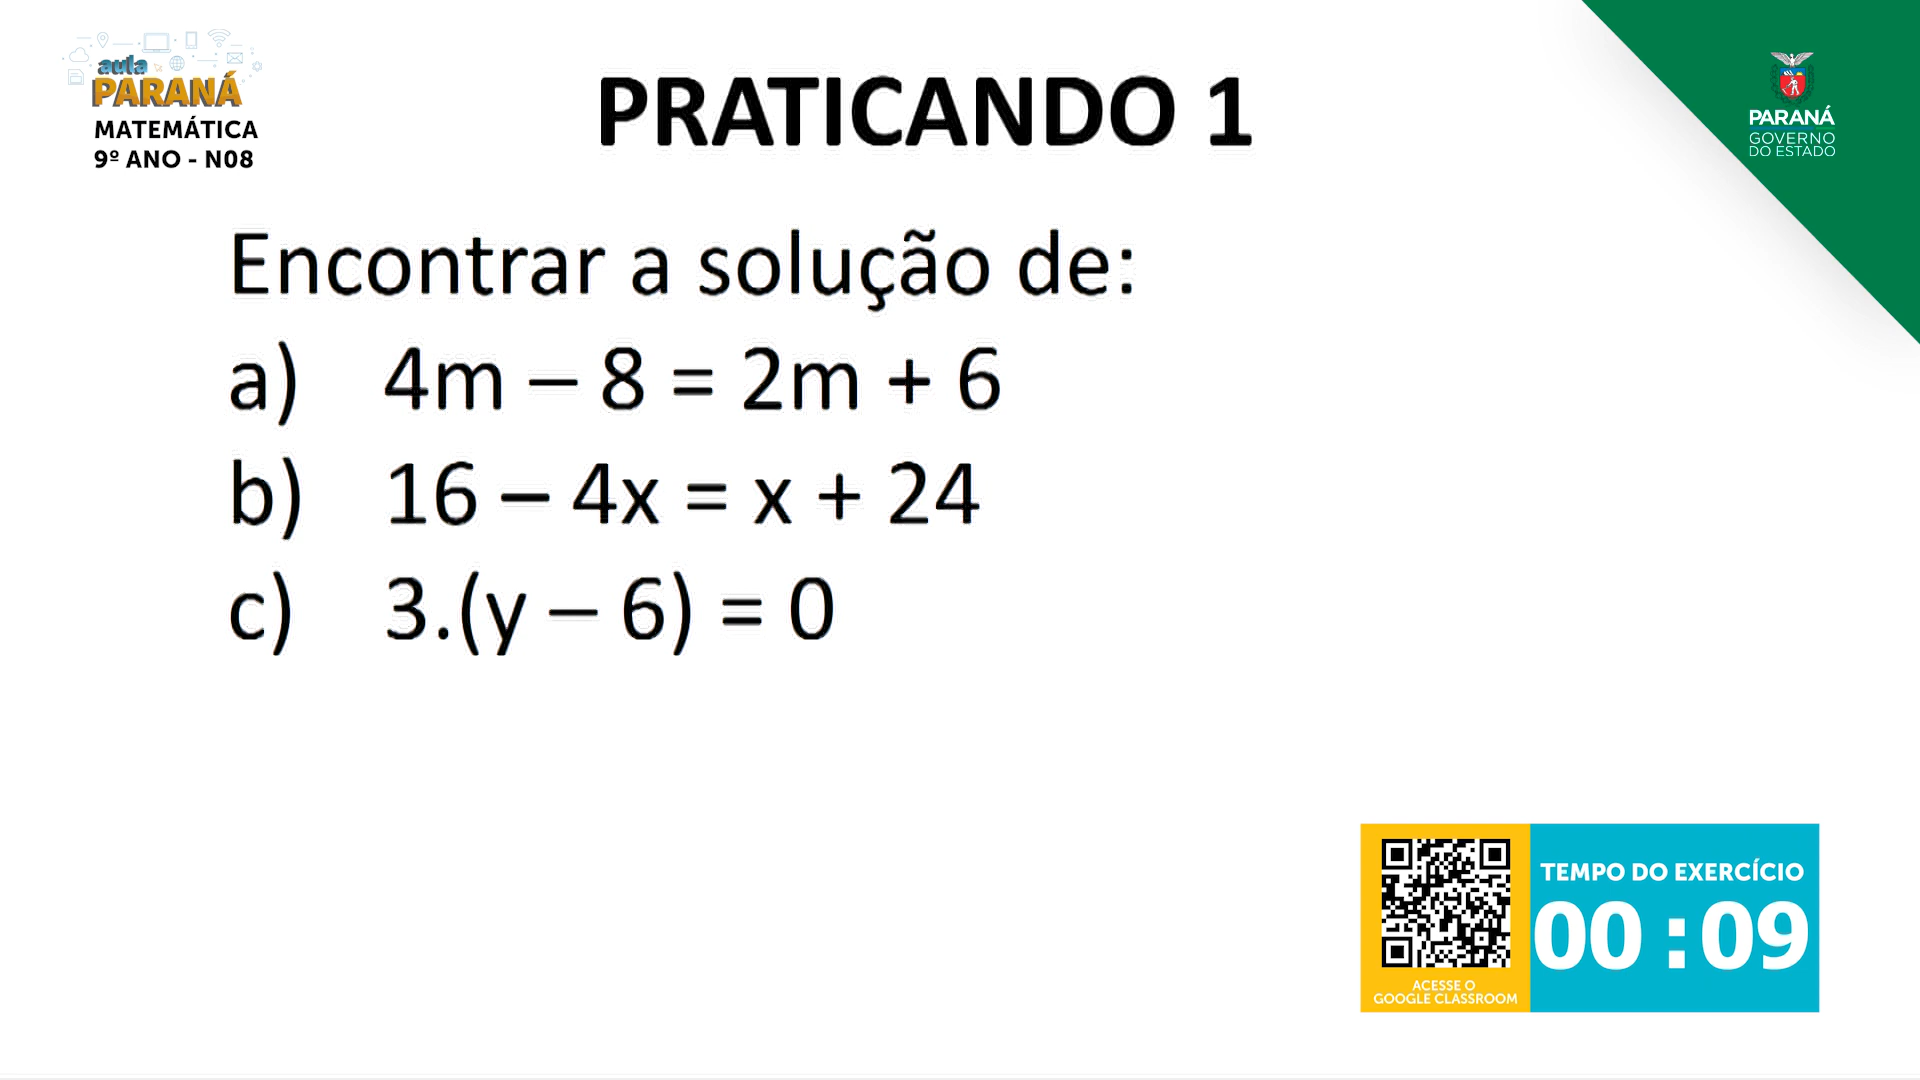 aula
PARANÁ
MATEMÁTICA
9º ANO - N08
PRATICANDO 1
PARANÁ
GOVERNO
DO ESTADO
Encontrar a solução de:
a) 4m – 8 = 2m + 6
b) 16 – 4x = x + 24
c) 3.(y – 6) = 0
TEMPO DO EXERCÍCIO
00:09
ACESSE O
GOOGLE CLASSROOM